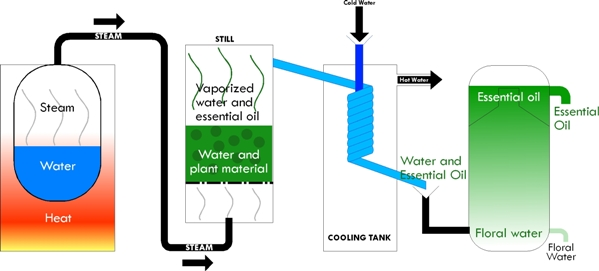 STEAM
Steam
Water
Heat
STEAM
STILL
Vaporized
water and
essential oil
Water and
plant material
Cold Water
Hot Water
COOLING TANK
Water and
Essential Oil
Essential oil
Floral water
Essential
Oil
Floral
Water